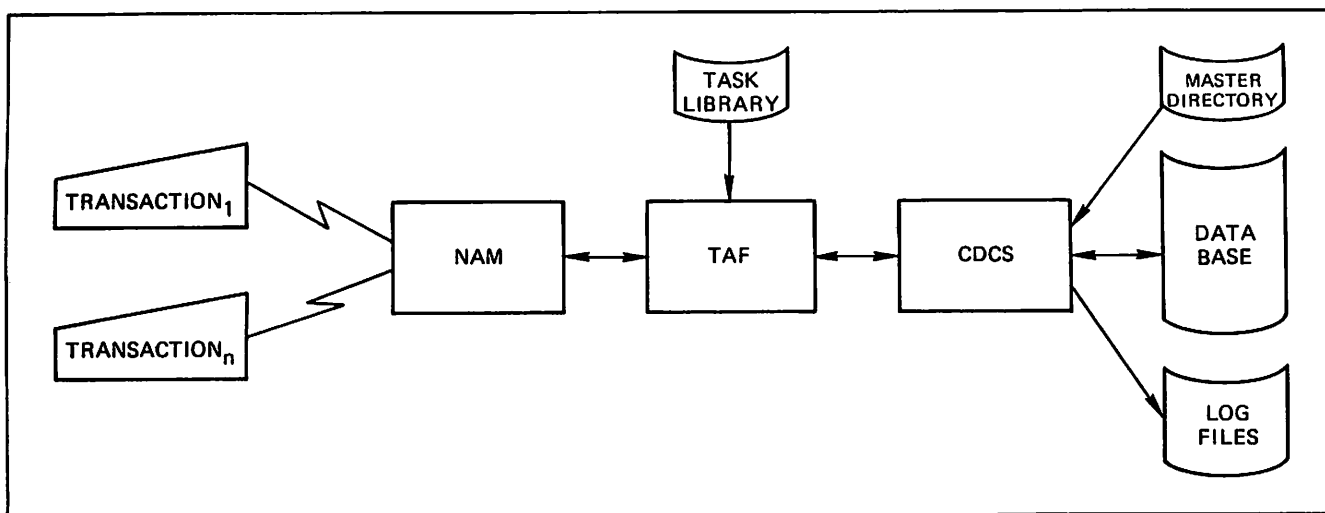 TASK
LIBRARY
MASTER
DIRECTORY
TRANSACTION₁
NAM
TAF
CDCS
DATA
BASE
TRANSACTIONₙ
LOG
FILES